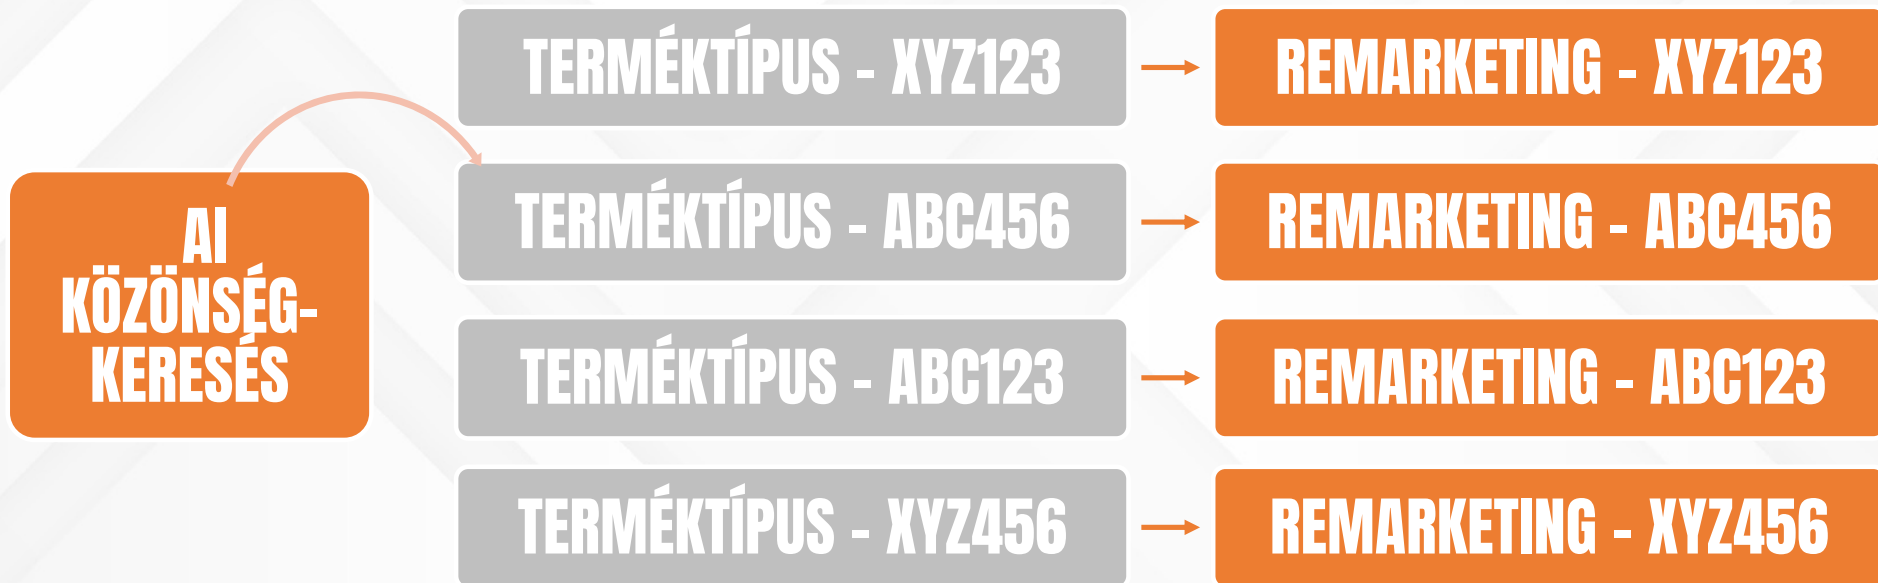 TERMÉKTÍPUS - XYZ123
REMARKETING - XYZ123
AI
KÖZÖNSÉG-
KERESÉS
TERMÉKTÍPUS - ABC456
REMARKETING - ABC456
TERMÉKTÍPUS - ABC123
REMARKETING - ABC123
TERMÉKTÍPUS - XYZ456
REMARKETING - XYZ456